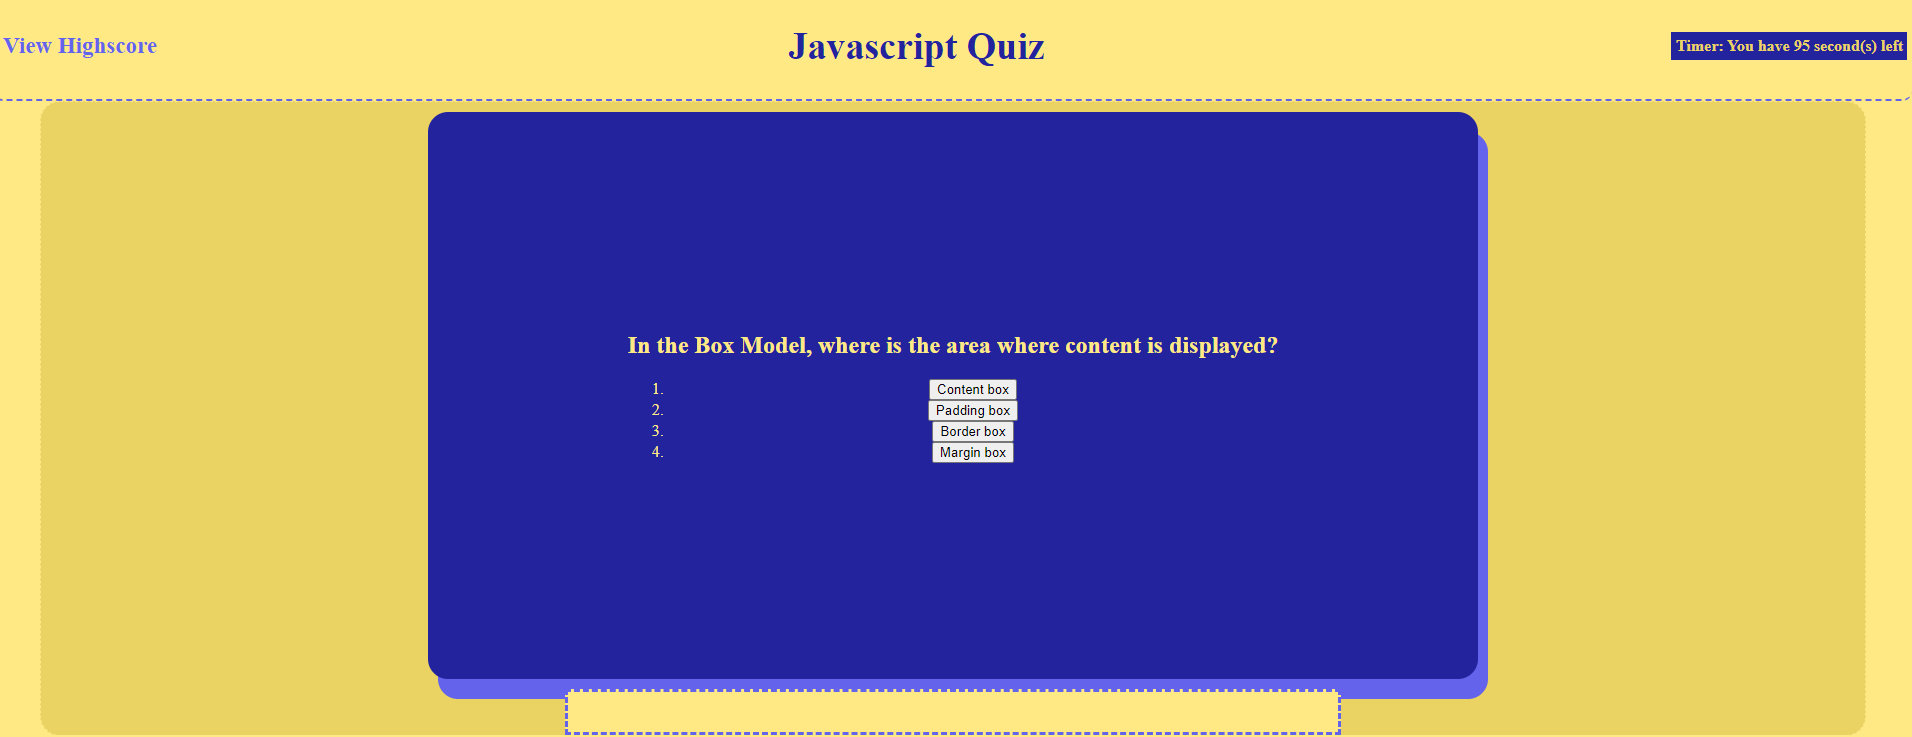 View Highscore
Javascript Quiz
Timer: You have 95 second(s) left
In the Box Model, where is the area where content is displayed?
1. Content box
2. Padding box
3. Border box
4. Margin box